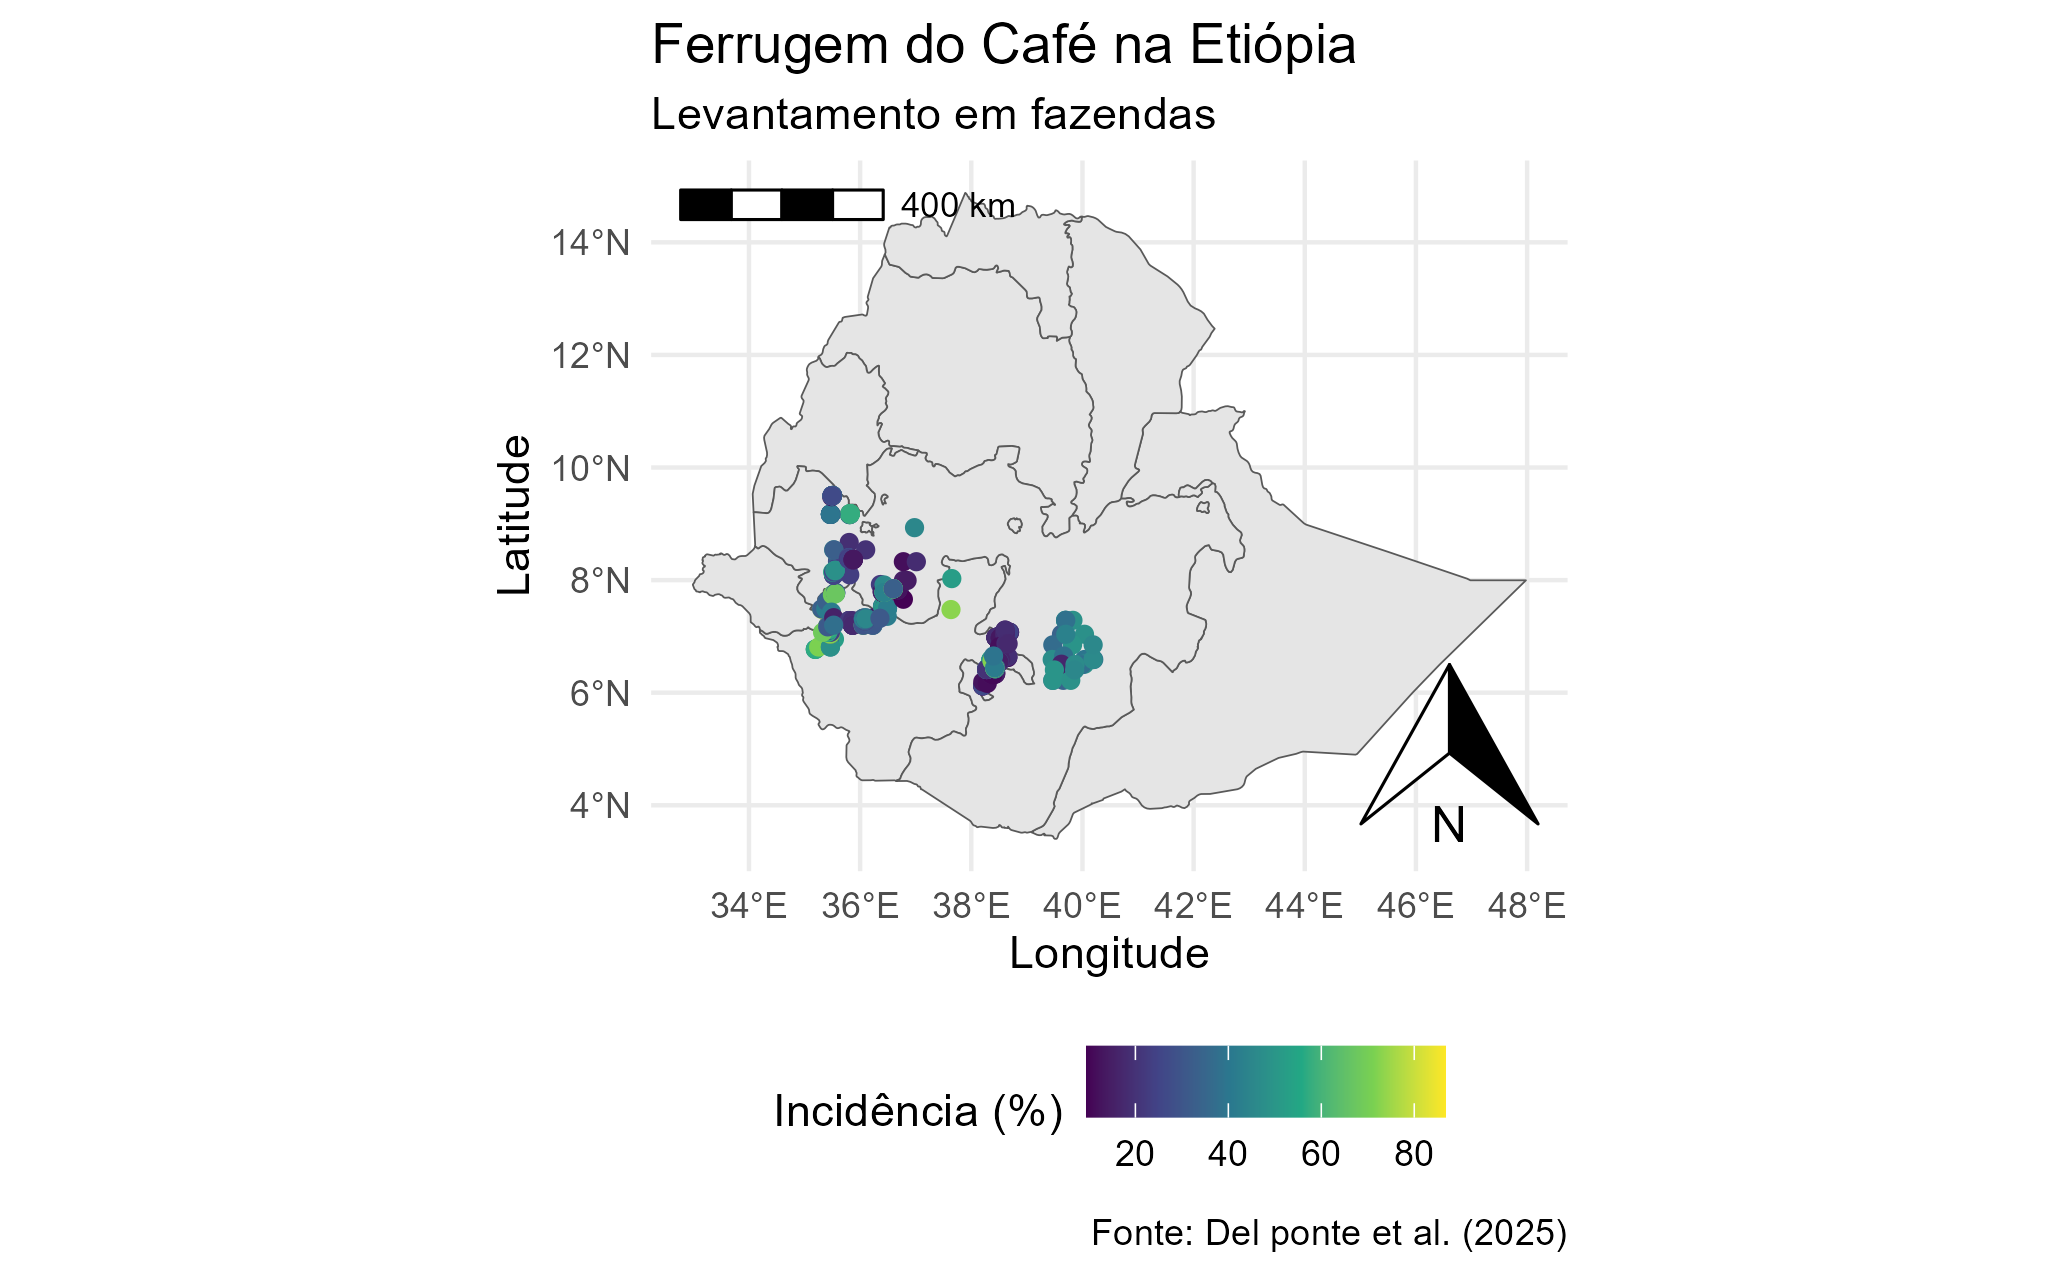 Ferrugem do Café na Etiópia
Levantamento em fazendas
400 km
14°N
12°N
10°N
8°N
6°N
4°N
Latitude
N
34°E 36°E 38°E 40°E 42°E 44°E 46°E 48°E
Longitude
Incidência (%)
20 40 60 80
Fonte: Del ponte et al. (2025)